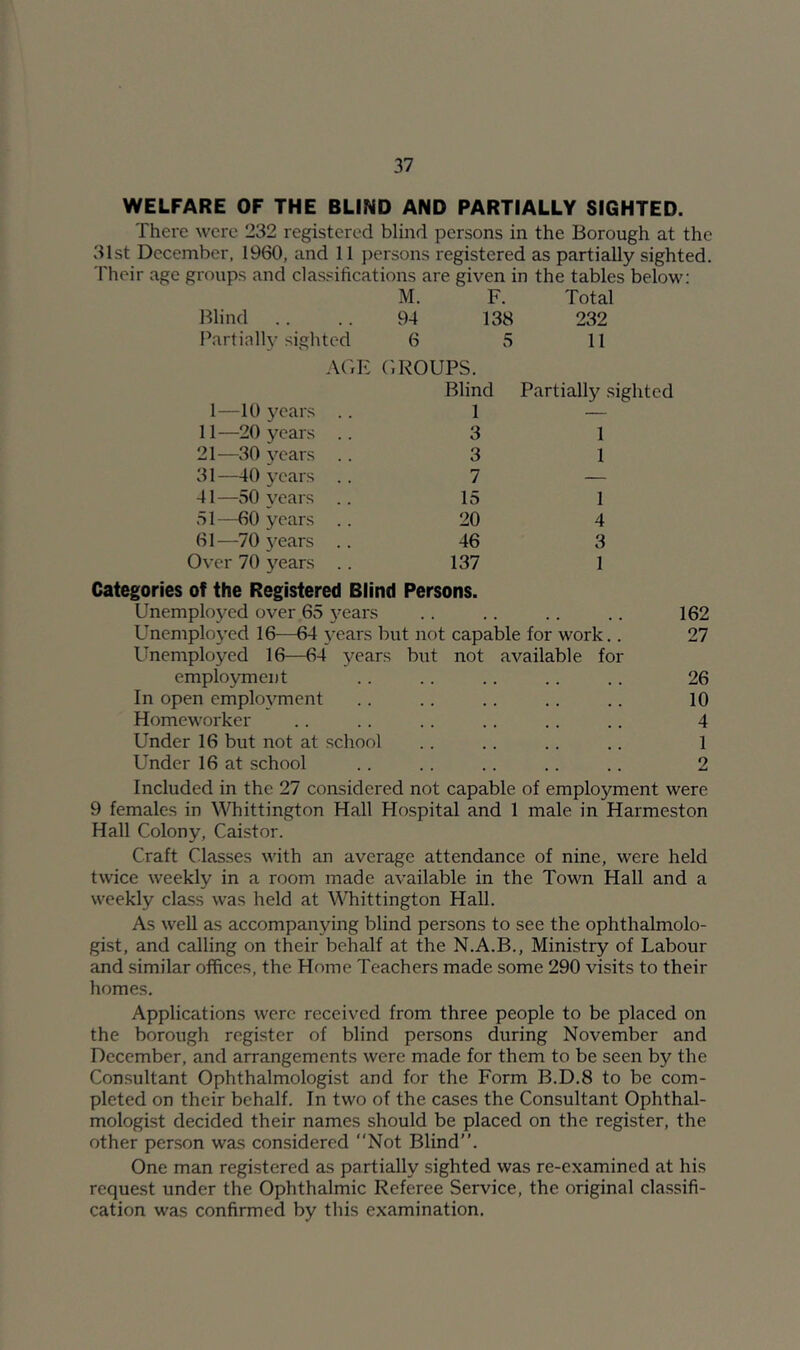 37
WELFARE OF THE BLIND AND PARTIALLY SIGHTED.
There were 232 registered blind persons in the Borough at the
31st December, 1960, and 11 persons registered as partially sighted.
Their age groups and classifications are given in the tables below:
M. F. Total
Blind .. .. 94 138 232
Partially sighted 6 5 11
AGE GROUPS.
Blind Partially sighted
1—10 years .. 1 —
11—20 years .. 3 1
21—30 years .. 3 1
31—40 years .. 7 —
41—50 years .. 15 1
51—60 years .. 20 4
61—70 years .. 46 3
Over 70 years .. 137 1
Categories of the Registered Blind Persons.
Unemployed over 65 years .. .. .. .. 162
Unemployed 16—64 years but not capable for work.. 27
Unemployed 16—64 years but not available for
employment .. .. .. .. .. 26
In open employment .. .. .. .. .. 10
Homeworker .. .. .. .. .. .. 4
Under 16 but not at school .. .. .. .. 1
Under 16 at school .. .. .. .. .. 2
Included in the 27 considered not capable of employment were
9 females in Whittington Hall Hospital and 1 male in Harmeston
Hall Colony, Caistor.
Craft Classes with an average attendance of nine, were held
twice weekly in a room made available in the Town Hall and a
weekly class was held at Whittington Hall.
As well as accompanying blind persons to see the ophthalmolo-
gist, and calling on their behalf at the N.A.B., Ministry of Labour
and similar offices, the Home Teachers made some 290 visits to their
homes.
Applications were received from three people to be placed on
the borough register of blind persons during November and
December, and arrangements were made for them to be seen by the
Consultant Ophthalmologist and for the Form B.D.8 to be com-
pleted on their behalf. In two of the cases the Consultant Ophthal-
mologist decided their names should be placed on the register, the
other person was considered "Not Blind".
One man registered as partially sighted was re-examined at his
request under the Ophthalmic Referee Service, the original classifi-
cation was confirmed by this examination.